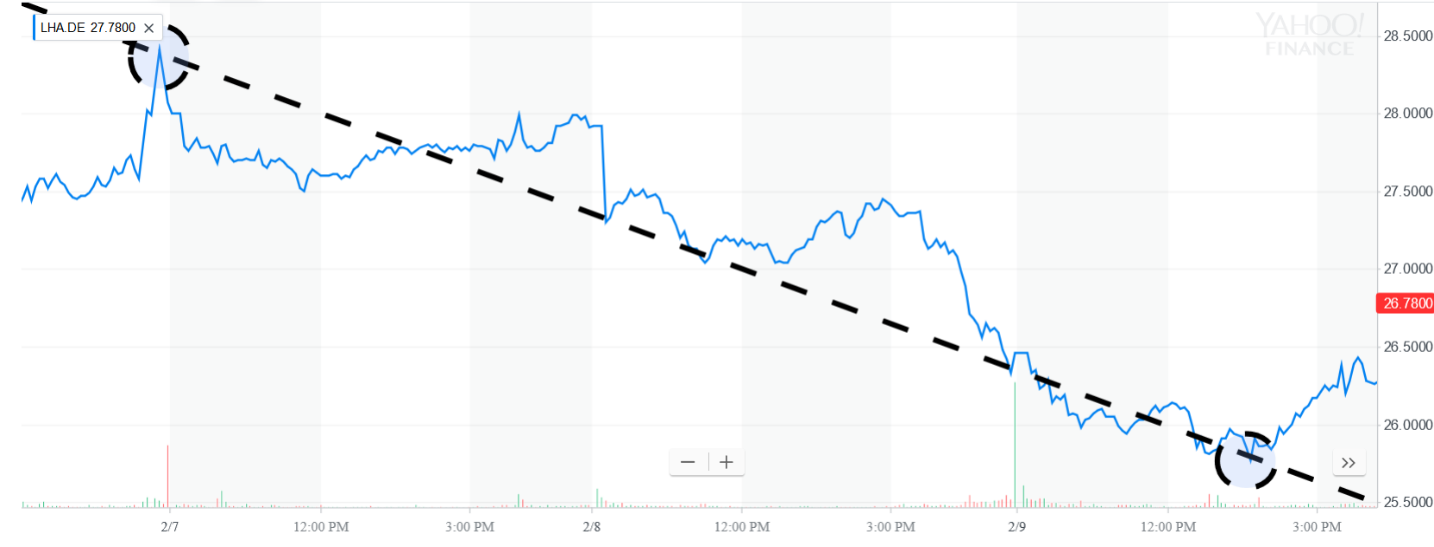 YAHOO!
FINANCE
LHA.DE 27.7800 ×
28.5000
28.0000
27.5000
27.0000
26.7800
26.5000
26.0000
25.5000
− +
>>
2/7 12:00 PM 3:00 PM 2/8 12:00 PM 3:00 PM 2/9 12:00 PM 3:00 PM